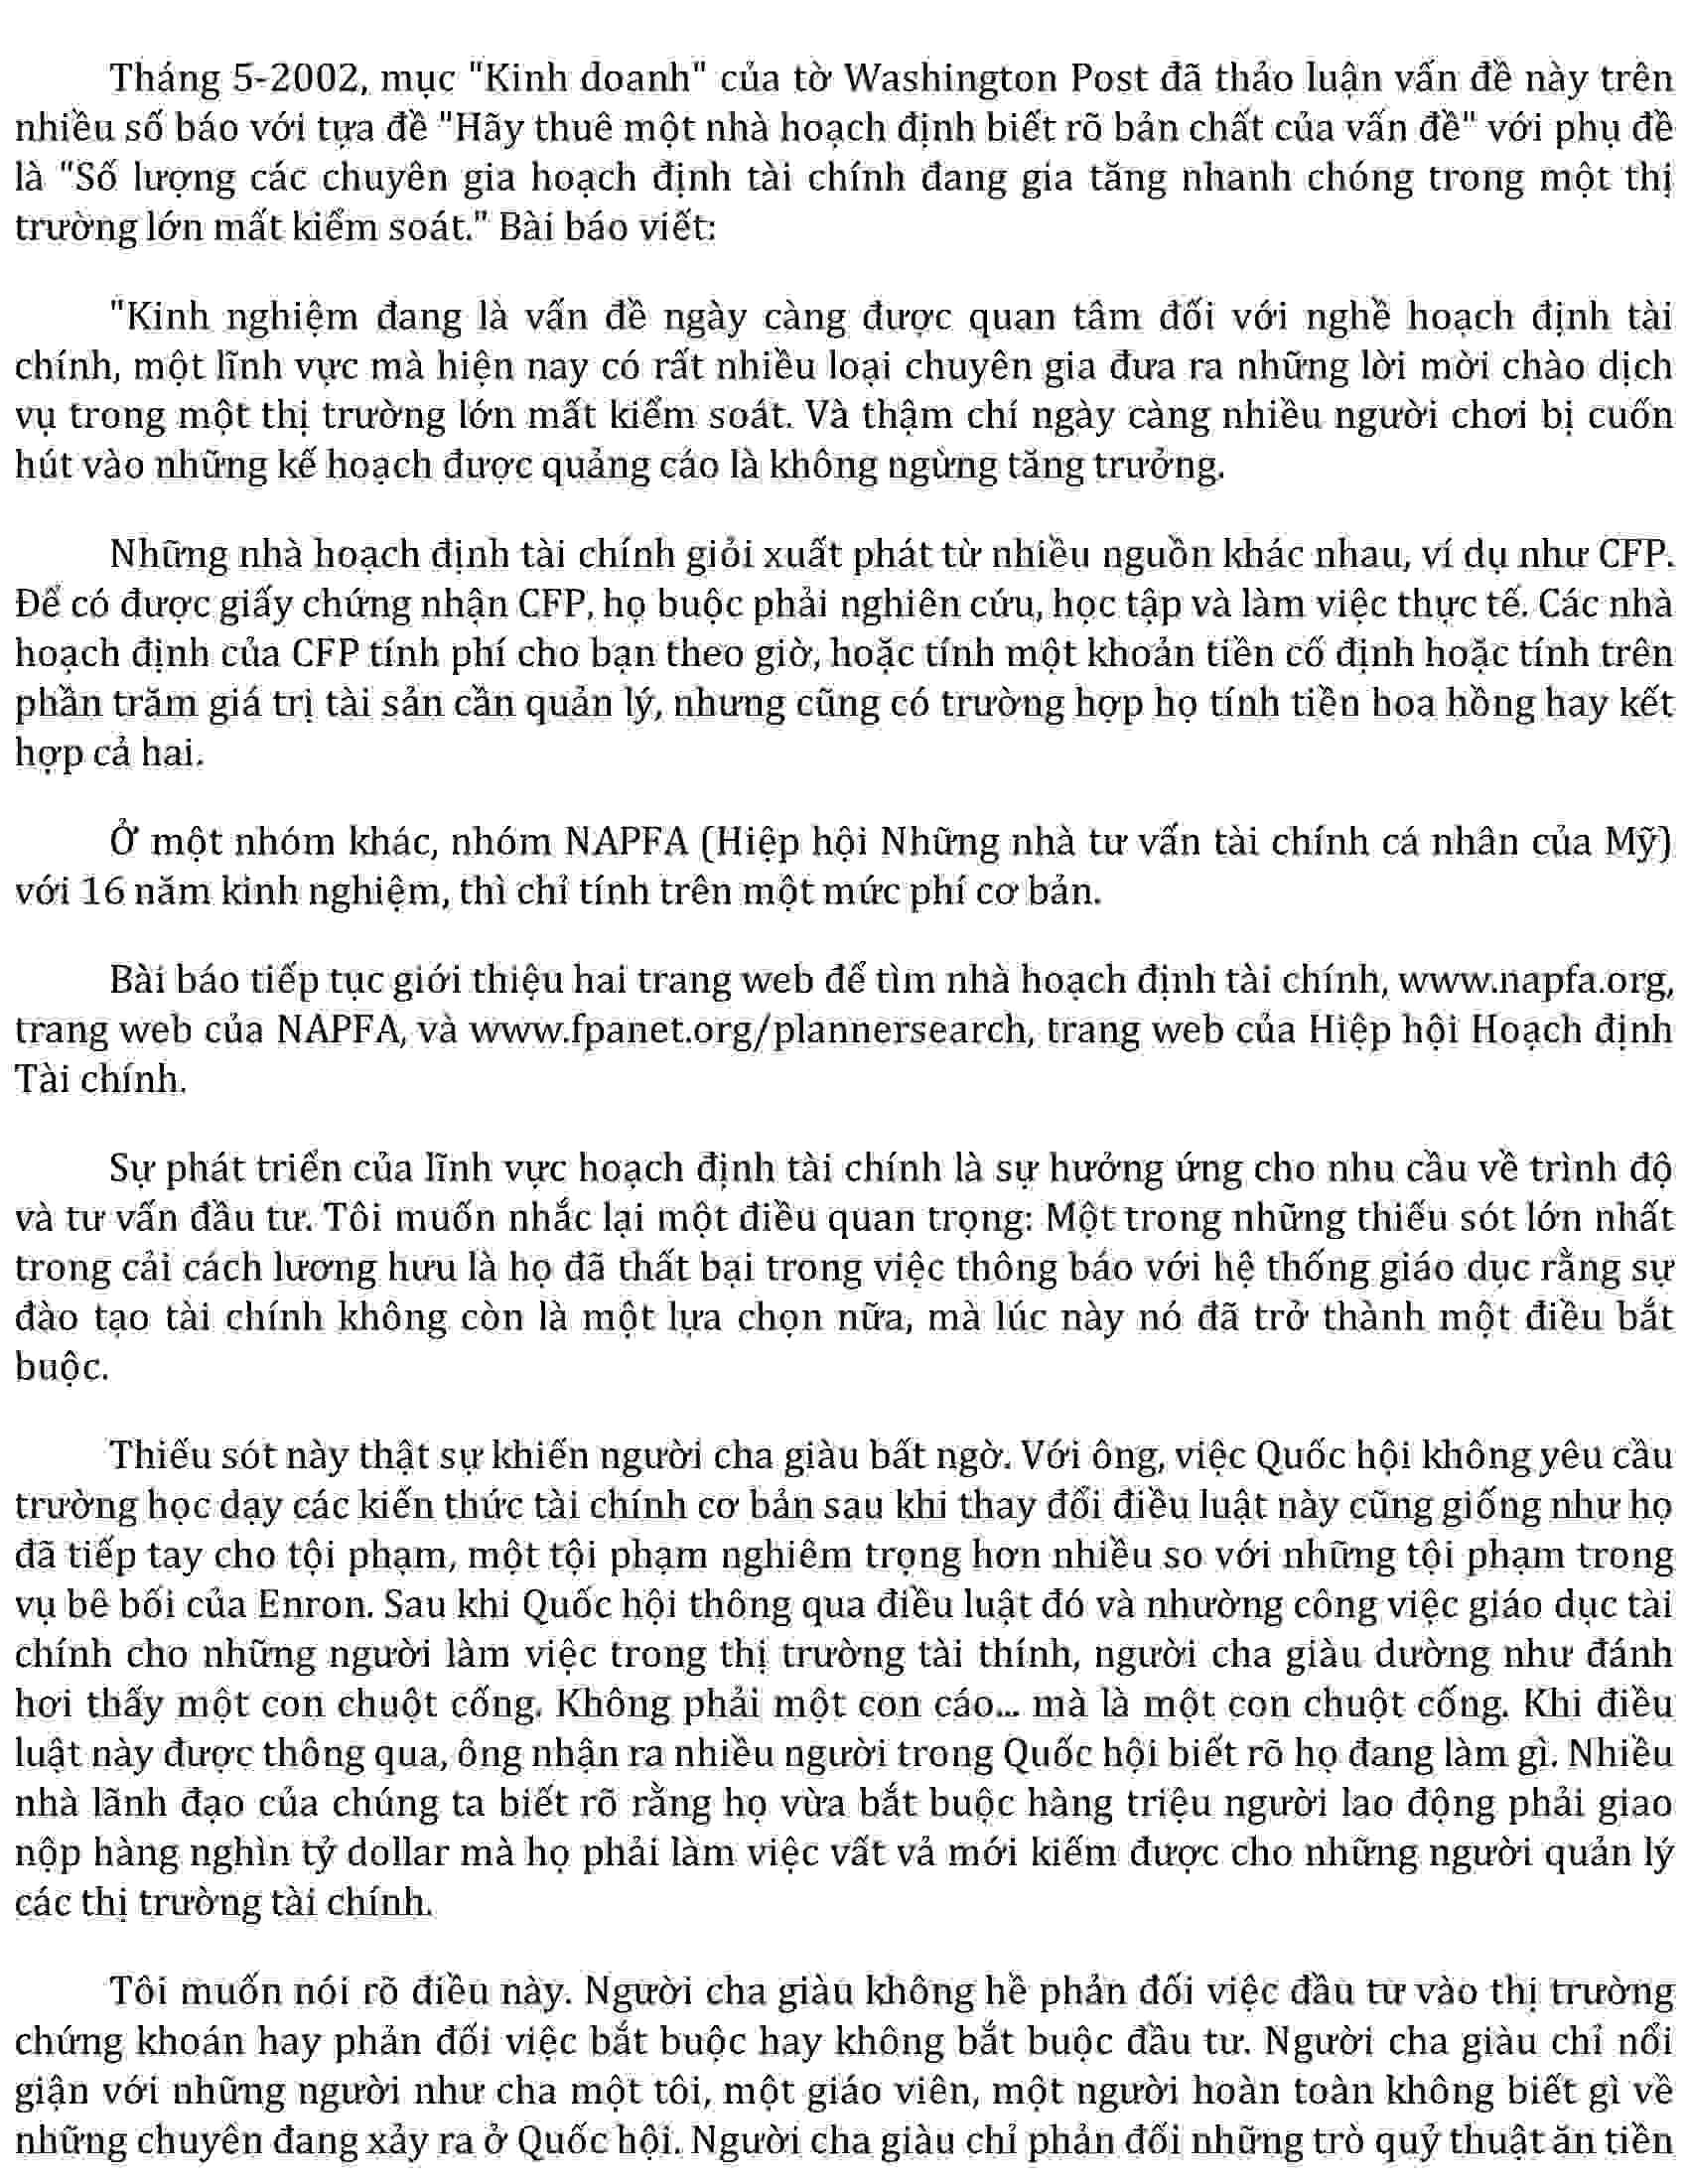 Tháng 5-2002, mục "Kinh doanh" của tờ Washington Post đã thảo luận vấn đề này trên
nhiều số báo với tựa đề "Hãy thuê một nhà hoạch định biết rõ bản chất của vấn đề" với phụ đề
là "Số lượng các chuyên gia hoạch định tài chính đang gia tăng nhanh chóng trong một thị
trường lớn mất kiểm soát." Bài báo viết:
"Kinh nghiệm đang là vấn đề ngày càng được quan tâm đối với nghề hoạch định tài
chính, một lĩnh vực mà hiện nay có rất nhiều loại chuyên gia đưa ra những lời mời chào dịch
vụ trong một thị trường lớn mất kiểm soát. Và thậm chí ngày càng nhiều người chơi bị cuốn
hút vào những kế hoạch được quảng cáo là không ngừng tăng trưởng.
Những nhà hoạch định tài chính giỏi xuất phát từ nhiều nguồn khác nhau, ví dụ như CFP.
Để có được giấy chứng nhận CFP, họ buộc phải nghiên cứu, học tập và làm việc thực tế. Các nhà
hoạch định của CFP tính phí cho bạn theo giờ, hoặc tính một khoản tiền cố định hoặc tính trên
phần trăm giá trị tài sản cần quản lý, nhưng cũng có trường hợp họ tính tiền hoa hồng hay kết
hợp cả hai.
Ở một nhóm khác, nhóm NAPFA (Hiệp hội Những nhà tư vấn tài chính cá nhân của Mỹ)
với 16 năm kinh nghiệm, thì chỉ tính trên một mức phí cơ bản.
Bài báo tiếp tục giới thiệu hai trang web để tìm nhà hoạch định tài chính, www.napfa.org,
trang web của NAPFA, và www.fpanet.org/plannersearch, trang web của Hiệp hội Hoạch định
Tài chính.
Sự phát triển của lĩnh vực hoạch định tài chính là sự hưởng ứng cho nhu cầu về trình độ
và tư vấn đầu tư. Tôi muốn nhắc lại một điều quan trọng: Một trong những thiếu sót lớn nhất
trong cải cách lương hưu là họ đã thất bại trong việc thông báo với hệ thống giáo dục rằng sự
đào tạo tài chính không còn là một lựa chọn nữa, mà lúc này nó đã trở thành một điều bắt
buộc.
Thiếu sót này thật sự khiến người cha giàu bất ngờ. Với ông, việc Quốc hội không yêu cầu
trường học dạy các kiến thức tài chính cơ bản sau khi thay đổi điều luật này cũng giống như họ
đã tiếp tay cho tội phạm, một tội phạm nghiêm trọng hơn nhiều so với những tội phạm trong
vụ bê bối của Enron. Sau khi Quốc hội thông qua điều luật đó và nhường công việc giáo dục tài
chính cho những người làm việc trong thị trường tài thính, người cha giàu dường như đánh
hơi thấy một con chuột cống. Không phải một con cáo... mà là một con chuột cống. Khi điều
luật này được thông qua, ông nhận ra nhiều người trong Quốc hội biết rõ họ đang làm gì. Nhiều
nhà lãnh đạo của chúng ta biết rõ rằng họ vừa bắt buộc hàng triệu người lao động phải giao
nộp hàng nghìn tỷ dollar mà họ phải làm việc vất vả mới kiếm được cho những người quản lý
các thị trường tài chính.
Tôi muốn nói rõ điều này. Người cha giàu không hề phản đối việc đầu tư vào thị trường
chứng khoán hay phản đối việc bắt buộc hay không bắt buộc đầu tư. Người cha giàu chỉ nổi
giận với những người như cha một tôi, một giáo viên, một người hoàn toàn không biết gì về
những chuyên đang xảy ra ở Quốc hội. Người cha giàu chỉ phản đối những trò quỷ thuật ăn tiền